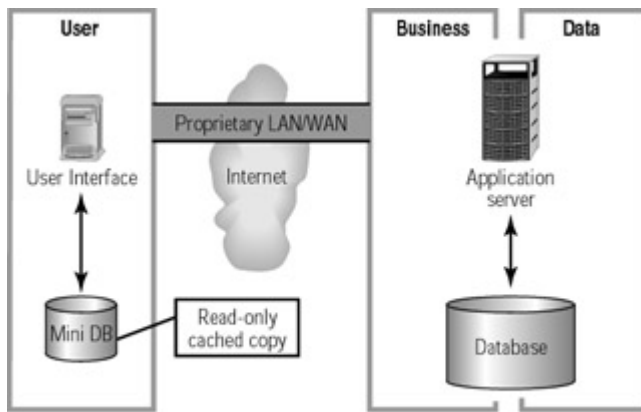 User
Business
Data
Proprietary LAN/WAN
User Interface
Internet
Application
server
Mini DB
Read-only
cached copy
Database